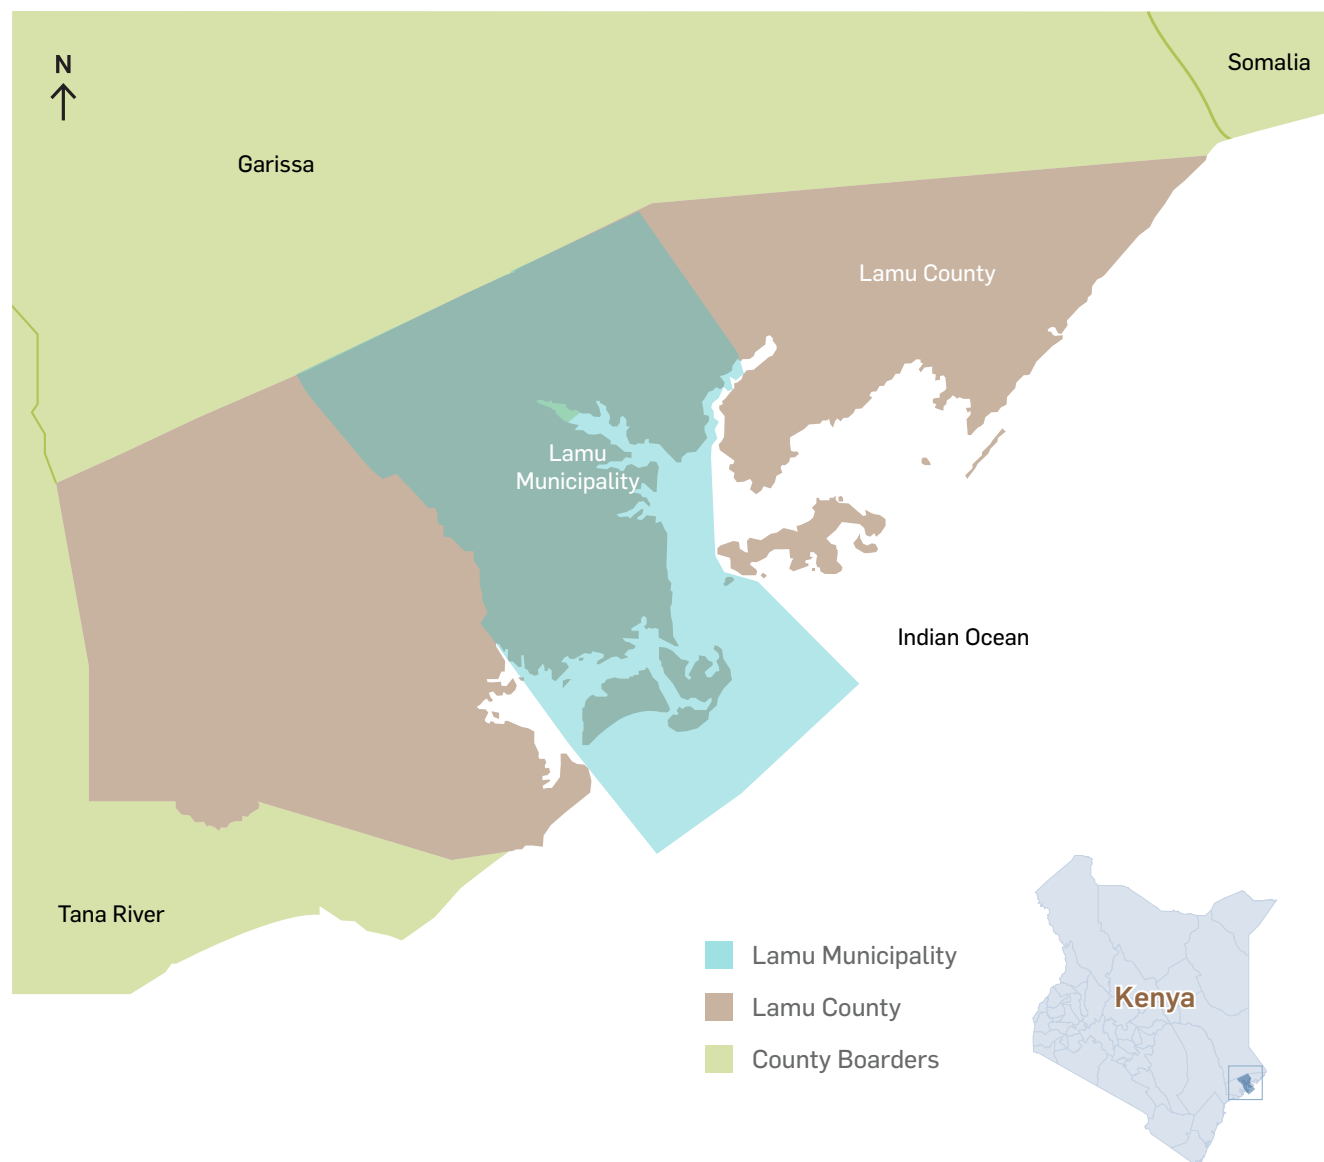 Somalia
N
Garissa
Lamu County
Lamu
Municipality
Indian Ocean
Tana River
Lamu Municipality
Lamu County
County Boarders
Kenya